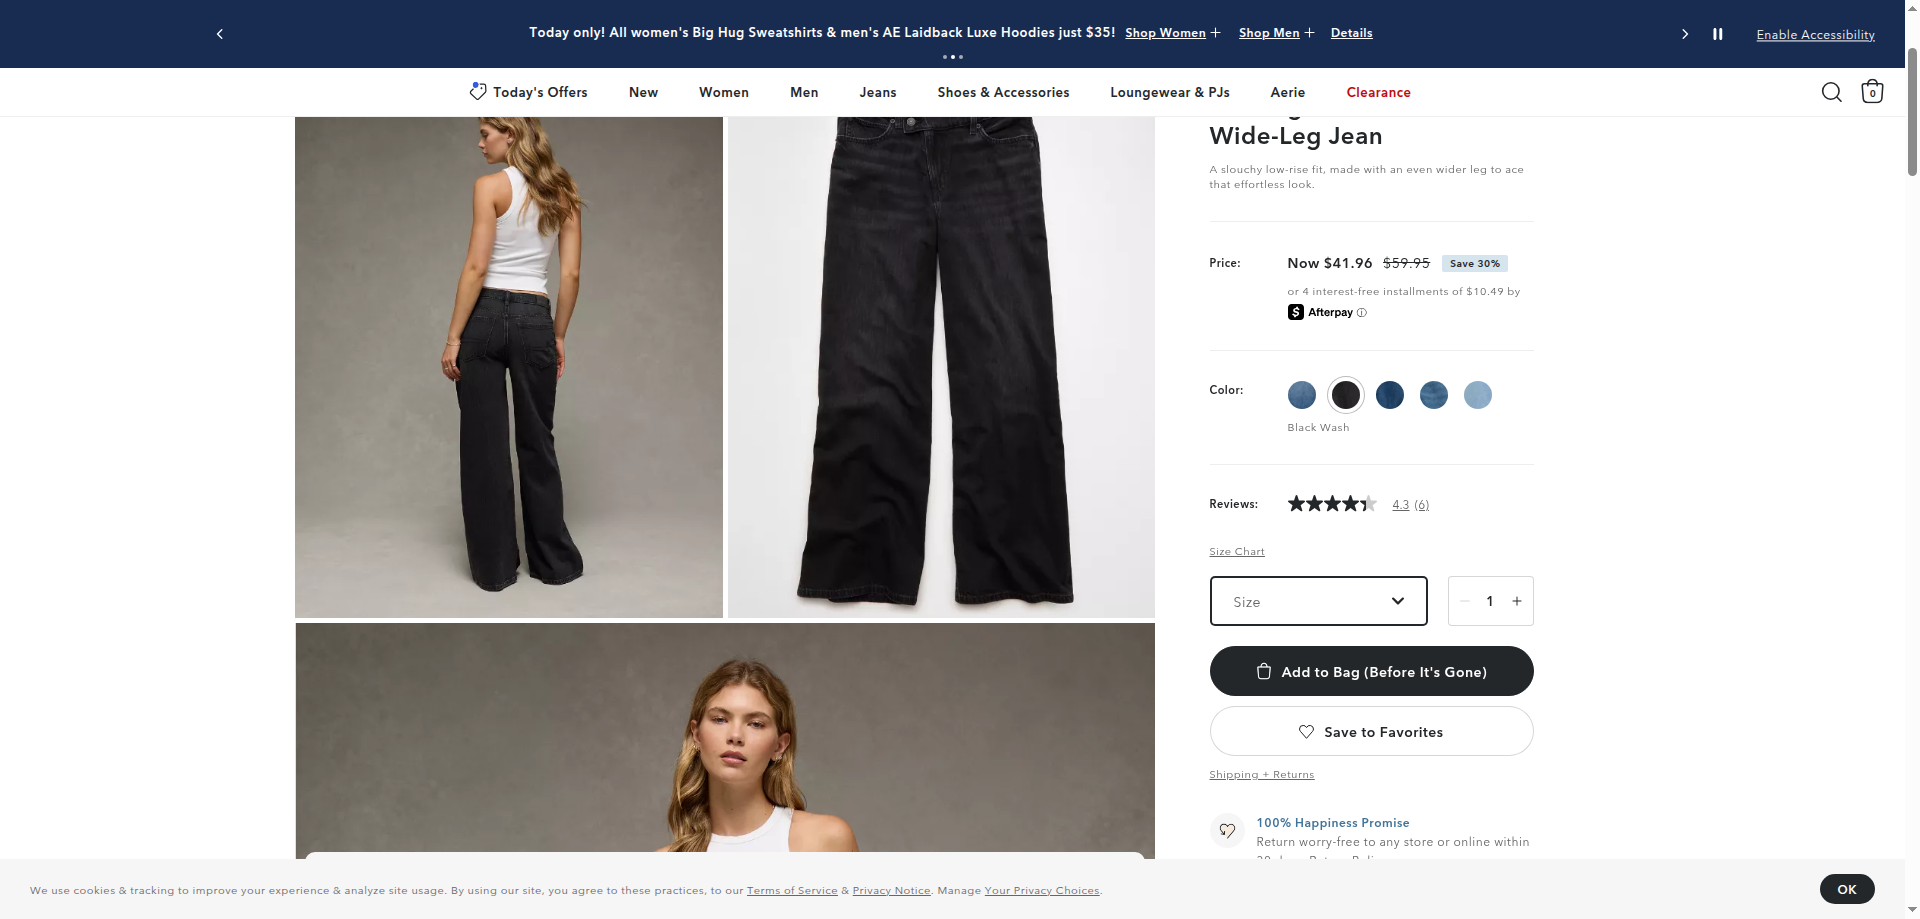 Today only! All women's Big Hug Sweatshirts & men's AE Laidback Luxe Hoodies just $35! Shop Women + Shop Men + Details
Enable Accessibility
Today's Offers New Women Men Jeans Shoes & Accessories Loungewear & PJs Aerie Clearance
0
Wide-Leg Jean
A slouchy low-rise fit, made with an even wider leg to ace
that effortless look.
Price: Now $41.96 $59.95 Save 30%
or 4 interest-free installments of $10.49 by
Afterpay
Color:
Black Wash
Reviews: 4.3 (6)
Size Chart
Size
1
Add to Bag (Before It's Gone)
Save to Favorites
Shipping + Returns
100% Happiness Promise
Return worry-free to any store or online within
We use cookies & tracking to improve your experience & analyze site usage. By using our site, you agree to these practices, to our Terms of Service & Privacy Notice. Manage Your Privacy Choices.
OK